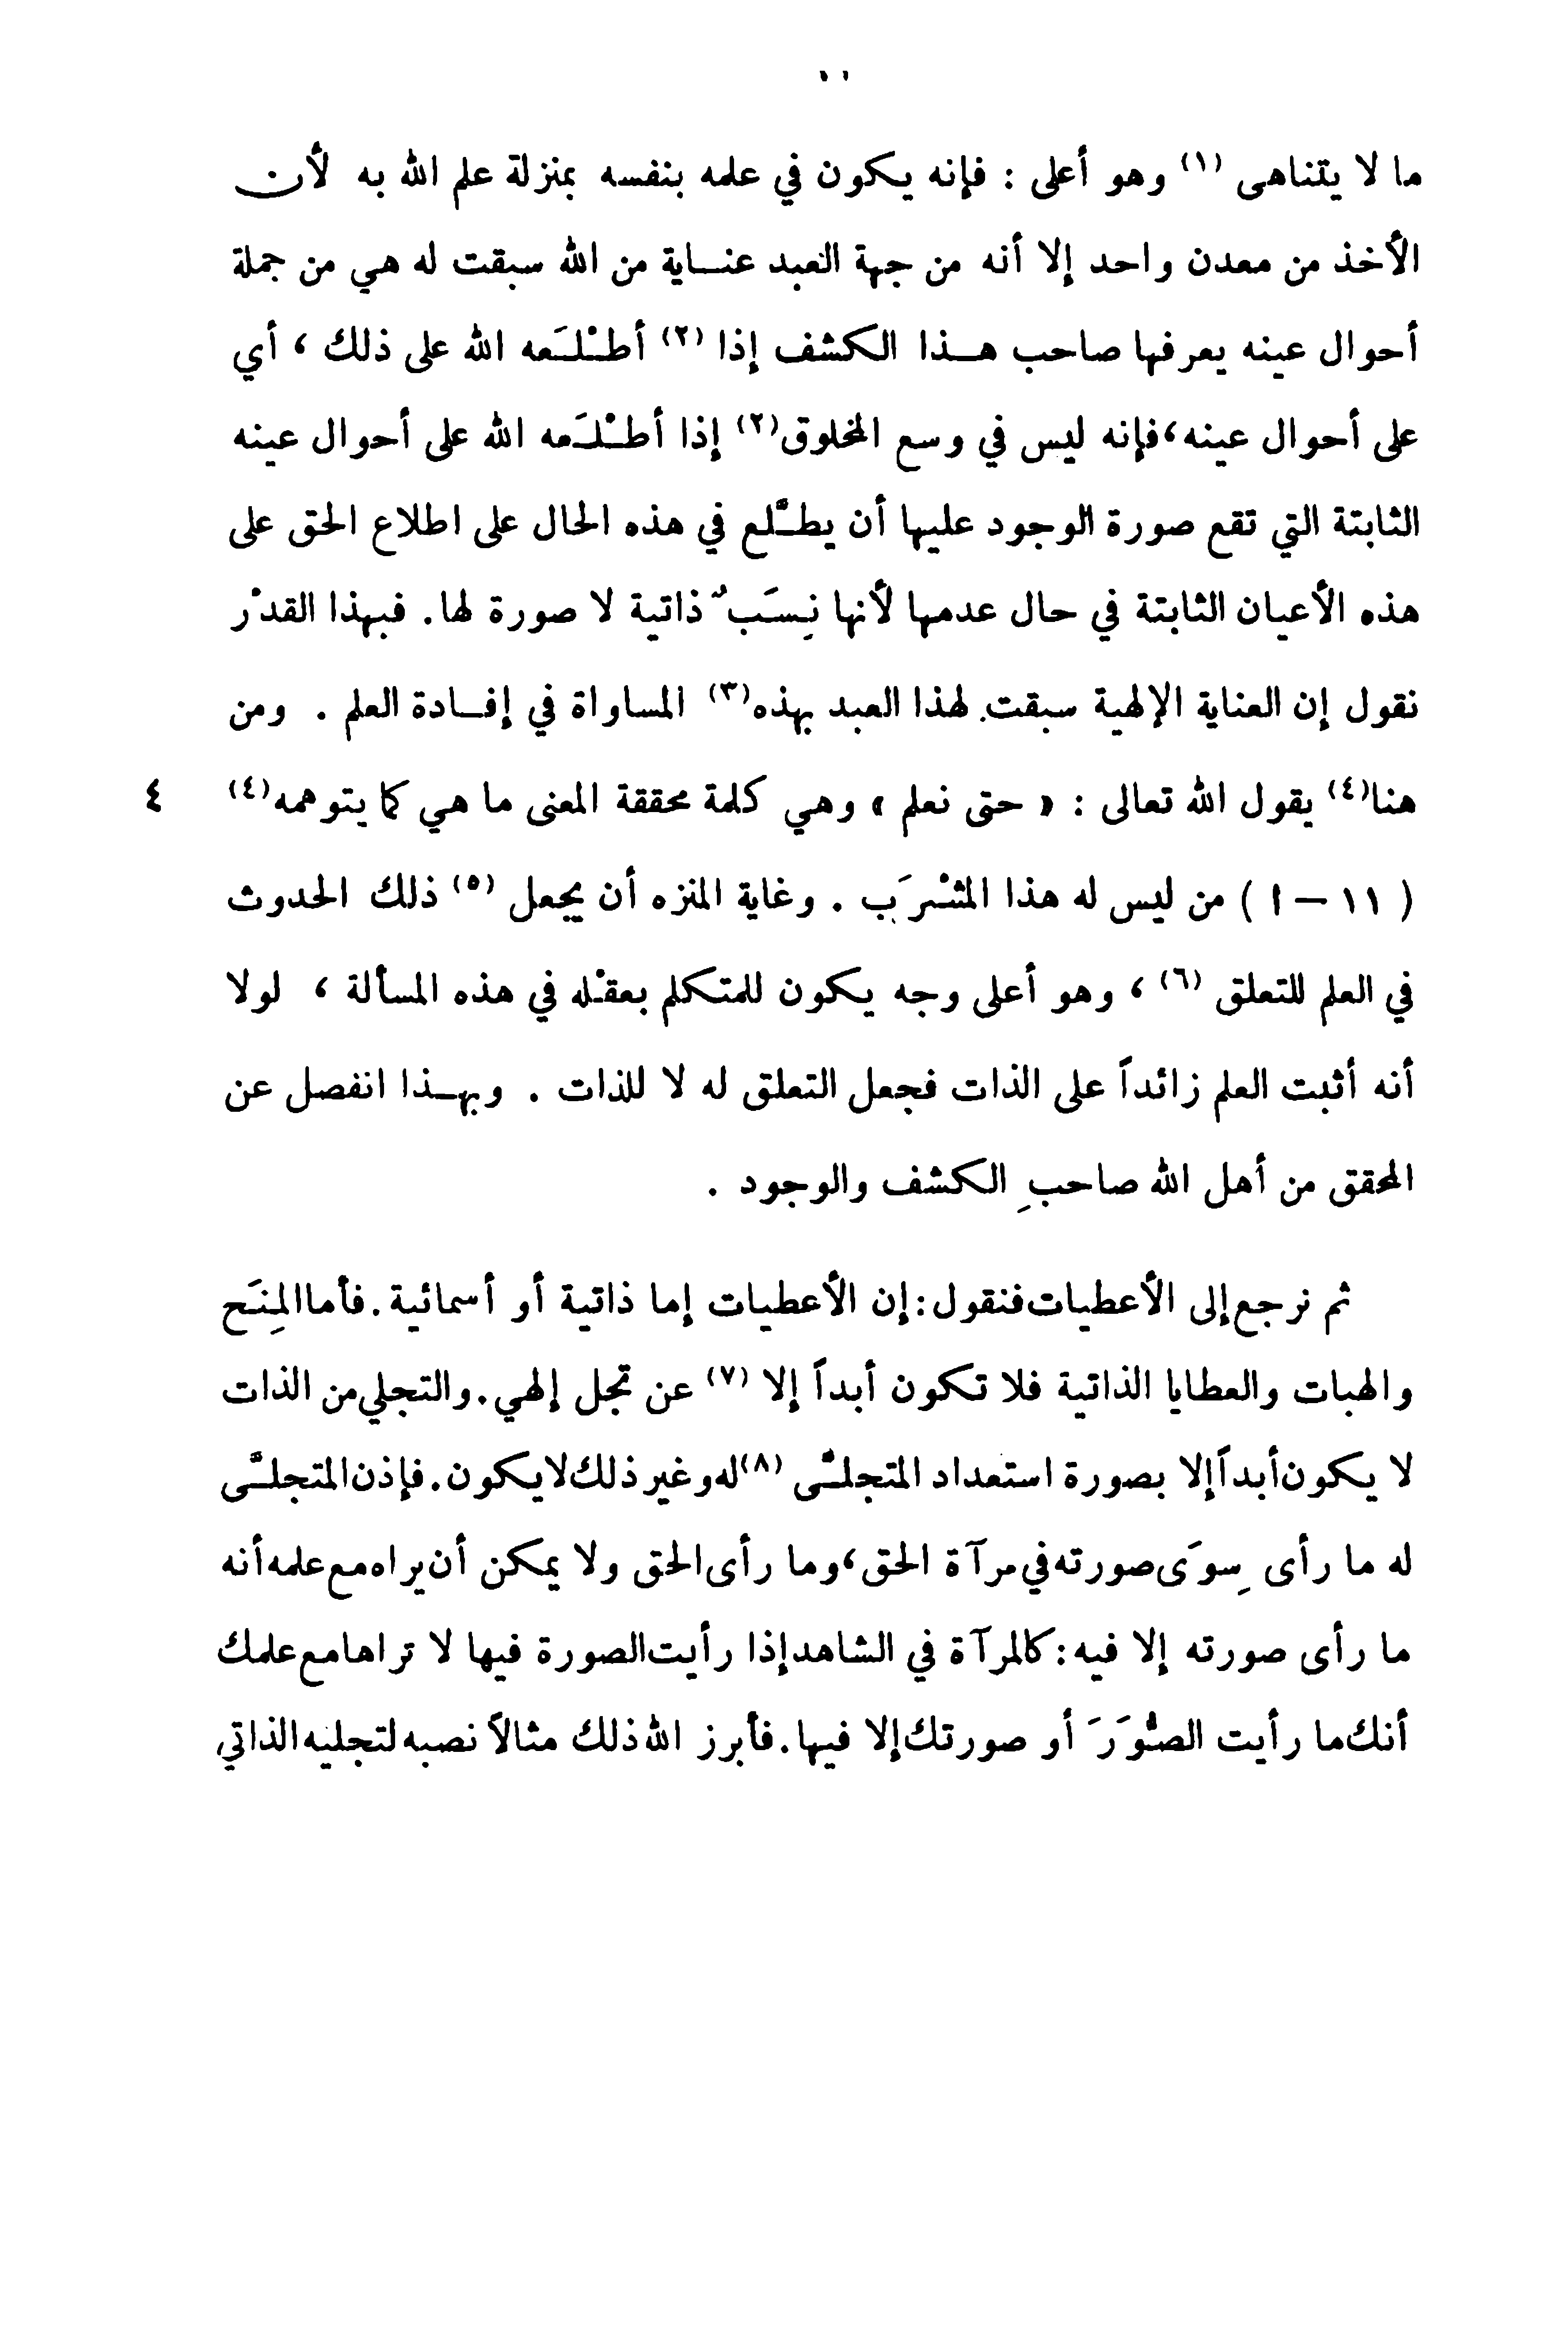 ١١
ما لا يتناهى (١) وهو أعلى : فإنه يكون في علمه بنفسه بمنزلة علم الله به لأن
الأخذ من معدن واحد إلا أنه من جهة العبد عنـاية من الله سبقت له هي من جملة
أحوال عينه يعرفها صاحب هـذا الكشف إذا (٢) أطْلَعه الله على ذلك ، أي
على أحوال عينه، فإنه ليس في وسع المخلوق(٢) إذا أطْلَعه الله على أحوال عينه
الثابتة التي تقع صورة الوجود عليها أن يطَّلع في هذه الحال على اطلاع الحق على
هذه الأعيان الثابتة في حال عدمها لأنها نِسَبٌ ذاتية لا صورة لها. فبهذا القدْر
نقول إن العناية الإلهية سبقت لهذا العبد بهذه(٣) المساواة في إفـادة العلم . ومن
هنا(٤) يقول الله تعالى : « حتى نعلم » وهي كلمة محققة المعنى ما هي كما يتوهمه(٤) ٤
( ١١ – ا ) من ليس له هذا المشْرَب . وغاية المنزه أن يجعل (٥) ذلك الحدوث
في العلم للتعلق (٦) ، وهو أعلى وجه يكون للمتكلم بعقْله في هذه المسألة ، لولا
أنه أثبت العلم زائداً على الذات فجعل التعلق له لا للذات . وبهـذا انفصل عن
المحقق من أهل الله صاحبِ الكشف والوجود .
ثم نرجع إلى الأعطيات فنقول: إن الأعطيات إما ذاتية أو أسمائية. فأما المِنَح
والهبات والعطايا الذاتية فلا تكون أبداً إلا (٧) عن تجل إلهي. والتجلي من الذات
لا يكون أبداً إلا بصورة استعداد المتجلَّى (٨) له وغير ذلك لا يكون. فإذن المتجلَّى
له ما رأى سِوَى صورته في مرآة الحق، وما رأى الحق ولا يمكن أن يراه مع علمه أنه
ما رأى صورته إلا فيه: كالمرآة في الشاهد إذا رأيت الصورة فيها لا تراها مع علمك
أنك ما رأيت الصُّوَرَ أو صورتك إلا فيها. فأبرز الله ذلك مثالاً نصبه لتجليه الذاتي